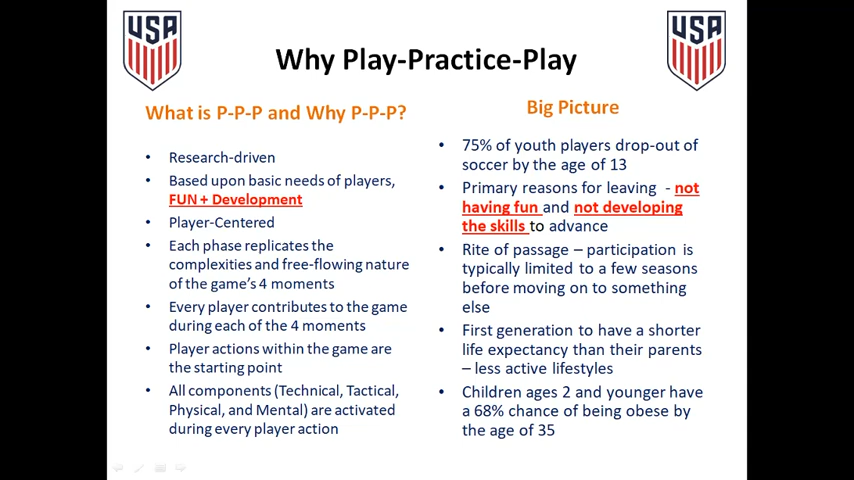 USA
USA
Why Play-Practice-Play
What is P-P-P and Why P-P-P?
• Research-driven
• Based upon basic needs of players,
FUN + Development
• Player-Centered
• Each phase replicates the
complexities and free-flowing nature
of the game's 4 moments
• Every player contributes to the game
during each of the 4 moments
• Player actions within the game are
the starting point
• All components (Technical, Tactical,
Physical, and Mental) are activated
during every player action
Big Picture
• 75% of youth players drop-out of
soccer by the age of 13
• Primary reasons for leaving - not
having fun and not developing
the skills to advance
• Rite of passage – participation is
typically limited to a few seasons
before moving on to something
else
• First generation to have a shorter
life expectancy than their parents
– less active lifestyles
• Children ages 2 and younger have
a 68% chance of being obese by
the age of 35